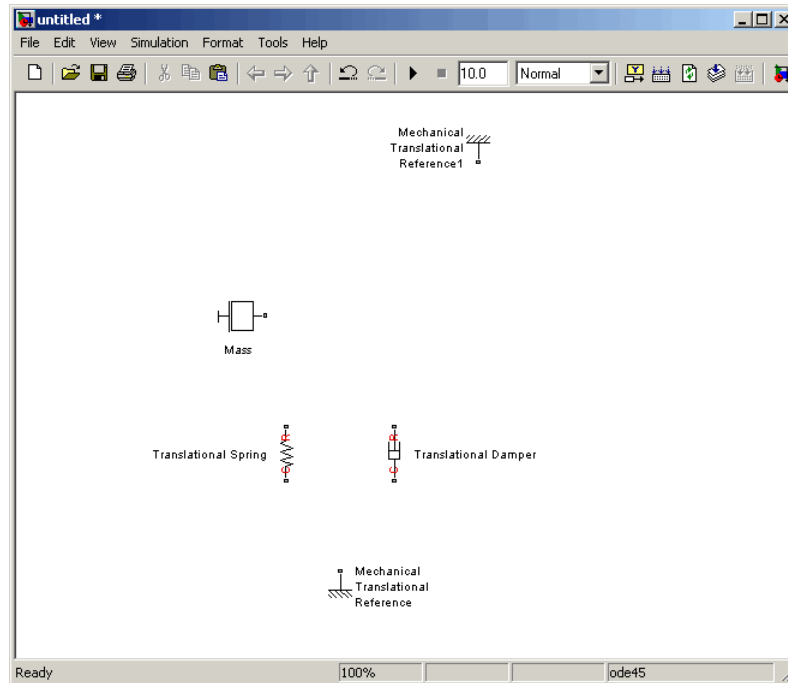 untitled *
File Edit View Simulation Format Tools Help
10.0 Normal
Mechanical
Translational
Reference1
Mass
R R
Translational Spring Translational Damper
C C
Mechanical
Translational
Reference
Ready 100% ode45